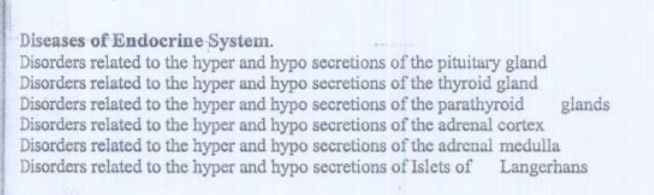 Diseases of Endocrine System.
Disorders related to the hyper and hypo secretions of the pituitary gland
Disorders related to the hyper and hypo secretions of the thyroid gland
Disorders related to the hyper and hypo secretions of the parathyroid glands
Disorders related to the hyper and hypo secretions of the adrenal cortex
Disorders related to the hyper and hypo secretions of the adrenal medulla
Disorders related to the hyper and hypo secretions of Islets of Langerhans